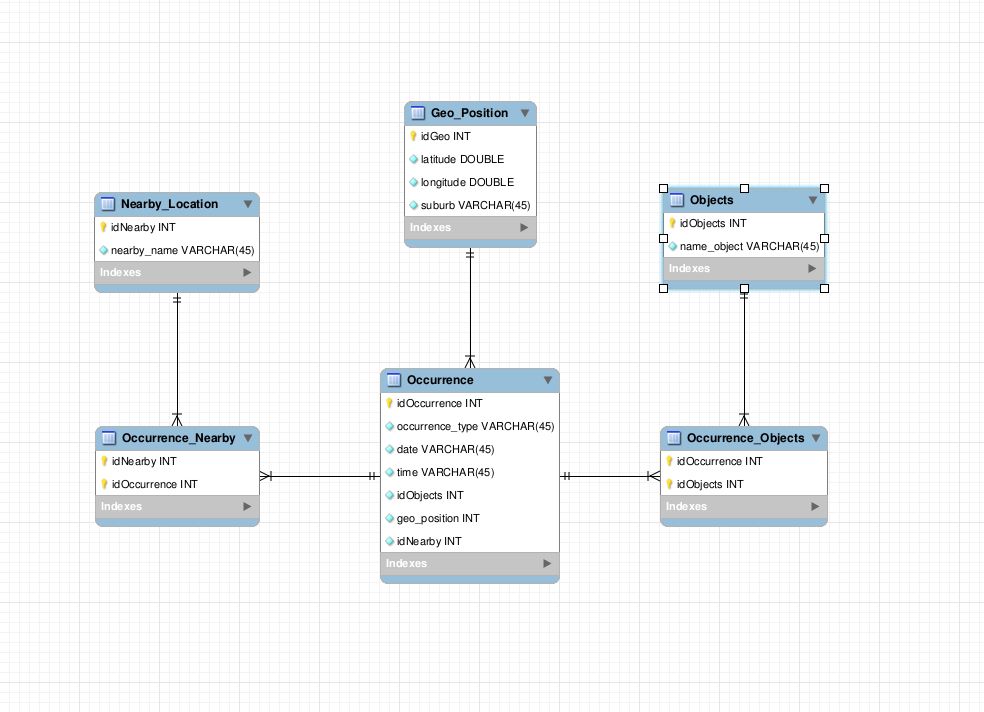 Geo_Position
idGeo INT
latitude DOUBLE
longitude DOUBLE
suburb VARCHAR(45)
Indexes
Nearby_Location
idNearby INT
nearby_name VARCHAR(45)
Indexes
Objects
idObjects INT
name_object VARCHAR(45)
Indexes
Occurrence
idOccurrence INT
occurrence_type VARCHAR(45)
date VARCHAR(45)
time VARCHAR(45)
idObjects INT
geo_position INT
idNearby INT
Indexes
Occurrence_Nearby
idNearby INT
idOccurrence INT
Indexes
Occurrence_Objects
idOccurrence INT
idObjects INT
Indexes